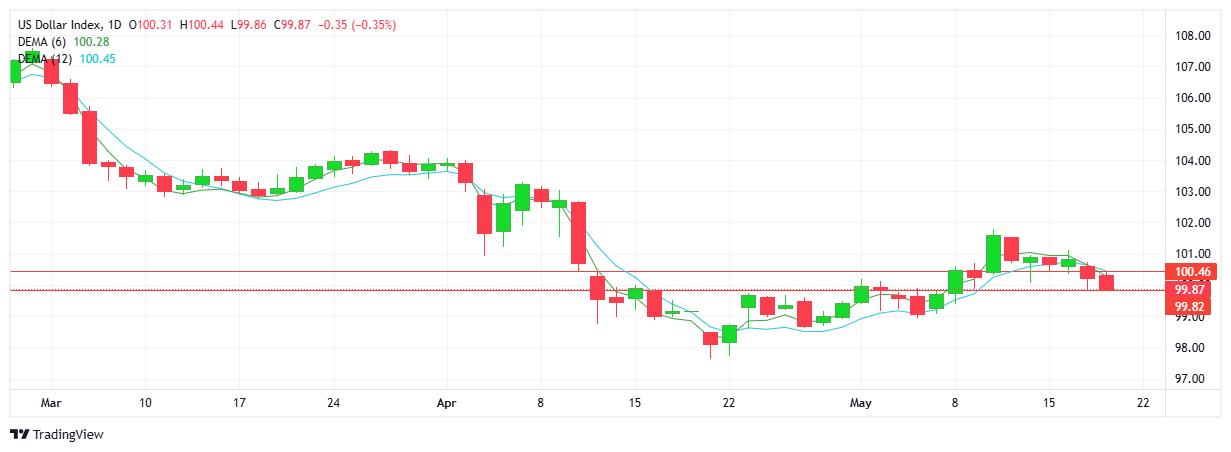 US Dollar Index, 1D O100.31 H100.44 L99.86 C99.87 −0.35 (−0.35%)
DEMA (6) 100.28
DEMA (12) 100.45
108.00
107.00
106.00
105.00
104.00
103.00
102.00
101.00
100.46
99.87
99.82
99.00
98.00
97.00
Mar 10 17 24 Apr 8 15 22 May 8 15 22
TradingView